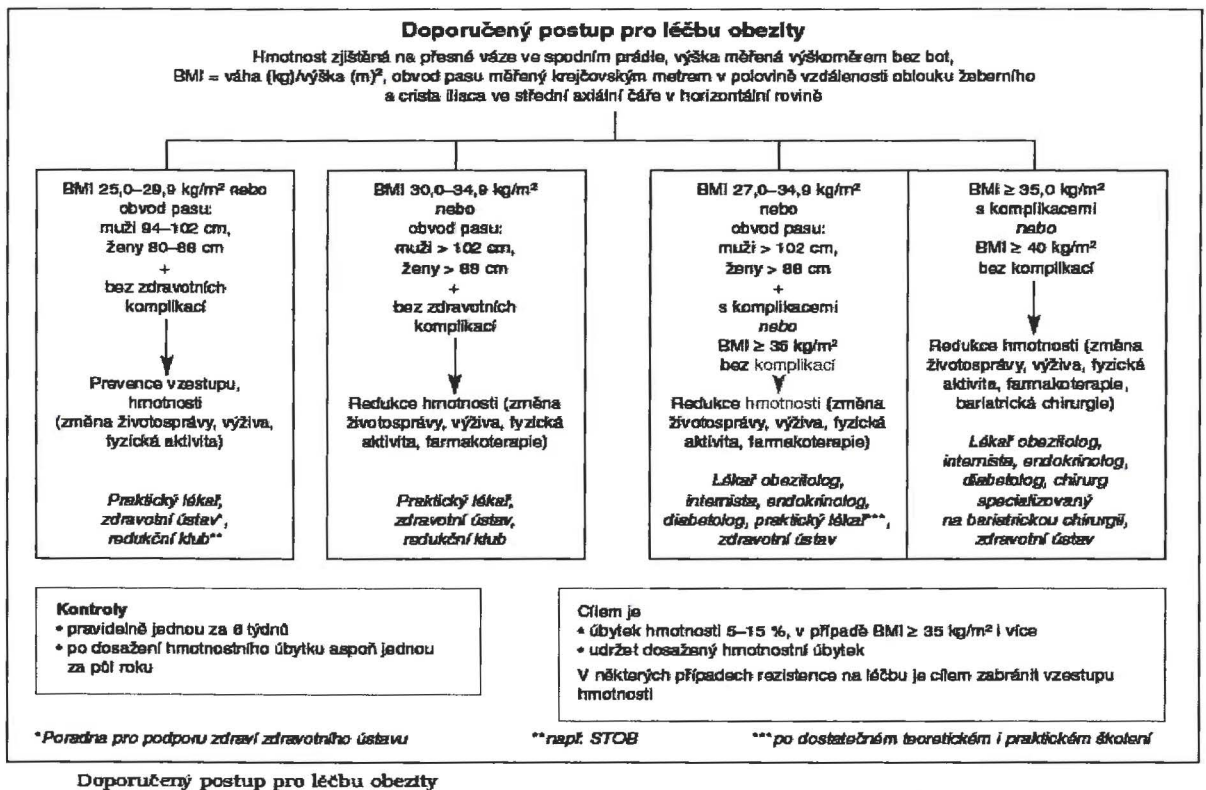 Doporučený postup pro léčbu obezity
Hmotnost zjištěná na přesné váze ve spodním prádle, výška měřená výškoměrem bez bot,
BMI = váha (kg)/výška (m)², obvod pasu měřený krejčovským metrem v polovině vzdálenosti oblouku žeberního
a crista iliaca ve střední axiální čáře v horizontální rovině
BMI 25,0–29,9 kg/m² nebo
obvod pasu:
muži 94–102 cm,
ženy 80–88 cm
+
bez zdravotních
komplikací
Prevence vzestupu,
hmotnosti
(změna životosprávy, výživa,
fyzická aktivita)
Praktický lékař,
zdravotní ústav*,
redukční klub**
BMI 30,0–34,9 kg/m²
nebo
obvod pasu:
muži > 102 cm,
ženy > 88 cm
+
bez zdravotních
komplikací
Redukce hmotnosti (změna
životosprávy, výživa, fyzická
aktivita, farmakoterapie)
Praktický lékař,
zdravotní ústav,
redukční klub
BMI 27,0–34,9 kg/m²
nebo
obvod pasu:
muži > 102 cm,
ženy > 88 cm
+
s komplikacemi
nebo
BMI ≥ 35 kg/m²
bez komplikací
Redukce hmotnosti (změna
životosprávy, výživa, fyzická
aktivita, farmakoterapie)
Lékař obezitolog,
internista, endokrinolog,
diabetolog, praktický lékař***,
zdravotní ústav
BMI ≥ 35,0 kg/m²
s komplikacemi
nebo
BMI ≥ 40 kg/m²
bez komplikací
Redukce hmotnosti (změna
životosprávy, výživa, fyzická
aktivita, farmakoterapie,
bariatrická chirurgie)
Lékař obezitolog,
internista, endokrinolog,
diabetolog, chirurg
specializovaný
na bariatrickou chirurgii,
zdravotní ústav
Kontroly
• pravidelně jednou za 6 týdnů
• po dosažení hmotnostního úbytku aspoň jednou
za půl roku
Cílem je
• úbytek hmotnosti 5–15 %, v případě BMI ≥ 35 kg/m² i více
• udržet dosažený hmotnostní úbytek
V některých případech rezistence na léčbu je cílem zabránit vzestupu
hmotnosti
*Poradna pro podporu zdraví zdravotního ústavu
**např. STOB
***po dostatečném teoretickém i praktickém školení
Doporučený postup pro léčbu obezity